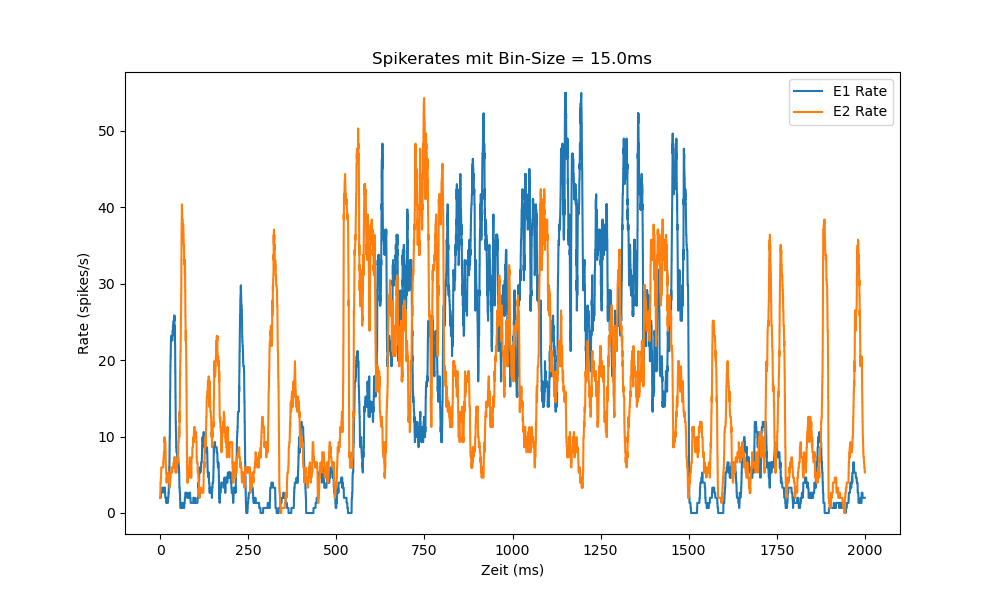 Spikerates mit Bin-Size = 15.0ms
E1 Rate
E2 Rate
Rate (spikes/s)
50
40
30
20
10
0
0 250 500 750 1000 1250 1500 1750 2000
Zeit (ms)